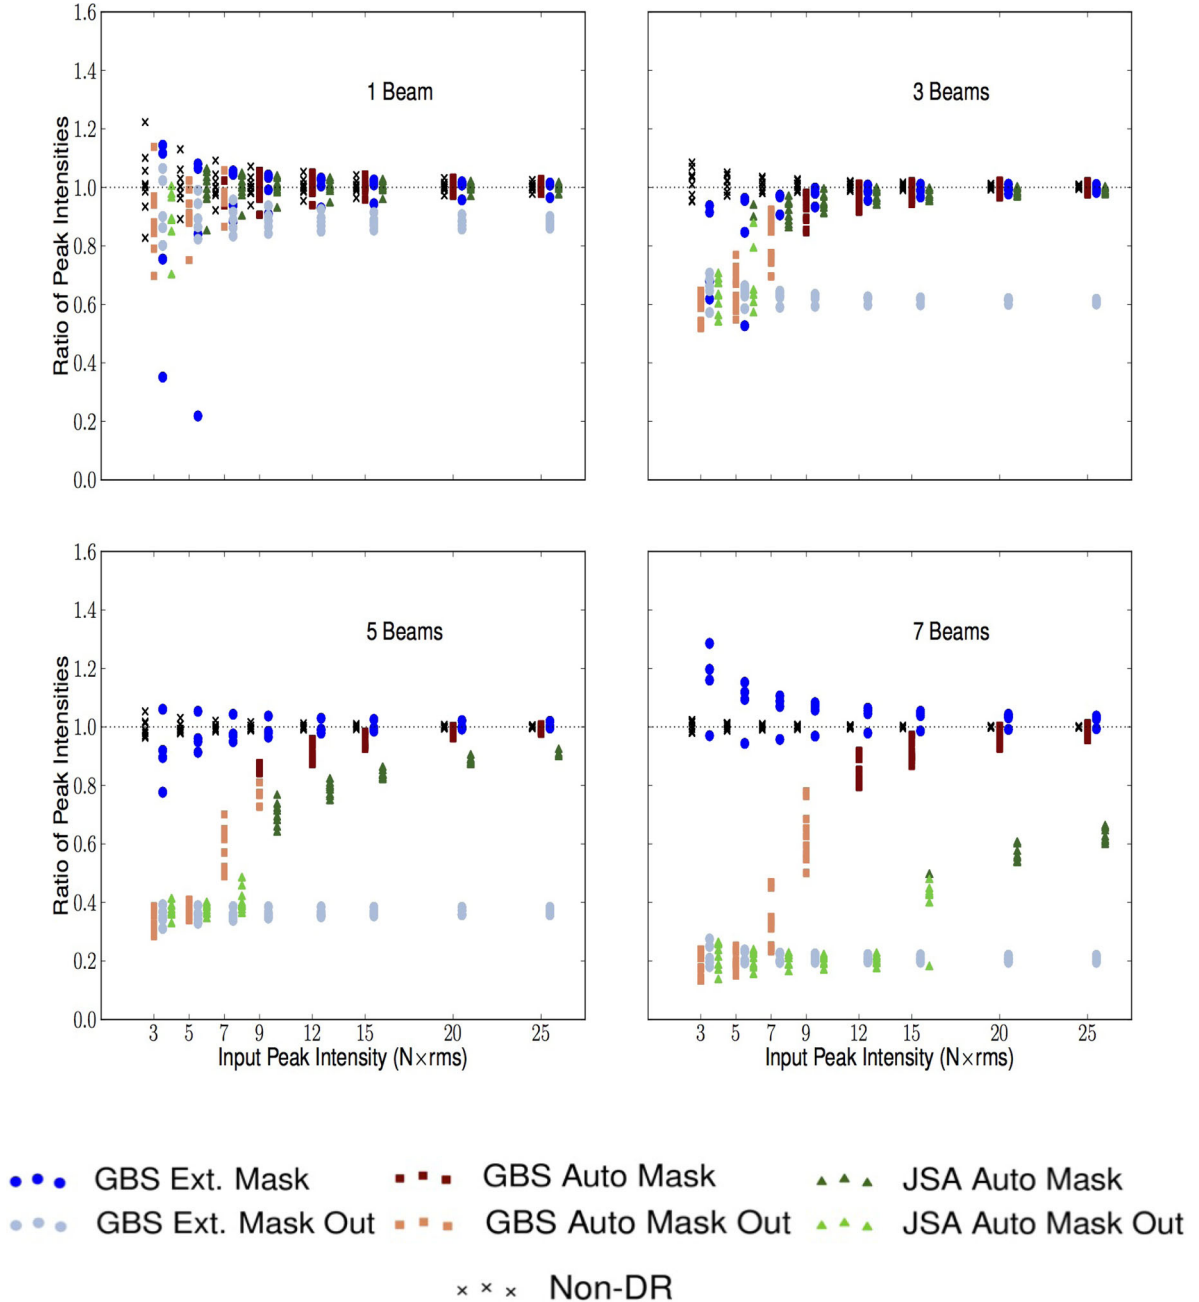 1.6
1.4
1.2
1.0
0.8
0.6
0.4
0.2
0.0
Ratio of Peak Intensities
1 Beam
3 Beams
1.6
1.4
1.2
1.0
0.8
0.6
0.4
0.2
0.0
Ratio of Peak Intensities
5 Beams
7 Beams
3 5 7 9 12 15 20 25
Input Peak Intensity (N×rms)
3 5 7 9 12 15 20 25
Input Peak Intensity (N×rms)
GBS Ext. Mask
GBS Auto Mask
JSA Auto Mask
GBS Ext. Mask Out
GBS Auto Mask Out
JSA Auto Mask Out
Non-DR